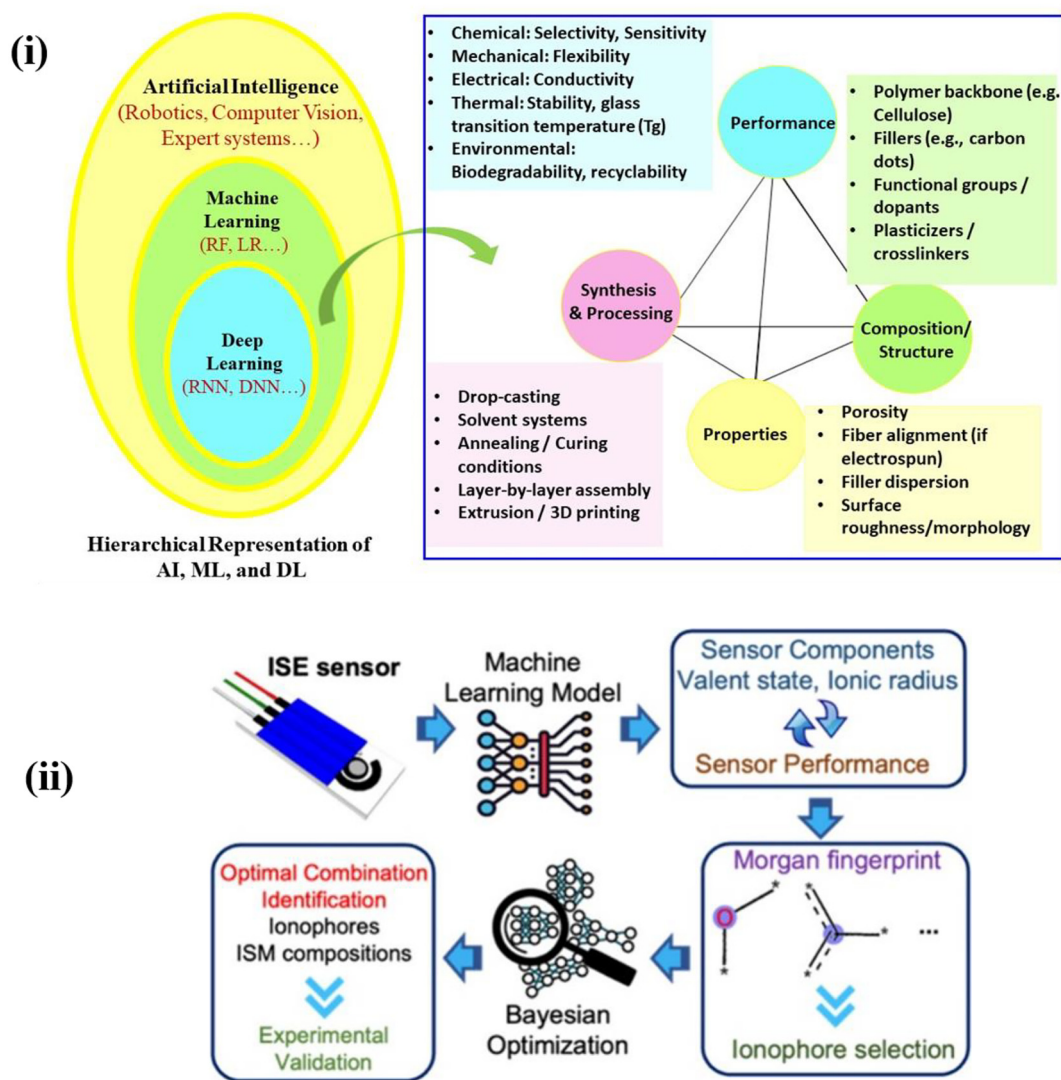 (i)
Artificial Intelligence
(Robotics, Computer Vision,
Expert systems…)
Machine
Learning
(RF, LR…)
Deep
Learning
(RNN, DNN…)
Hierarchical Representation of
AI, ML, and DL
• Chemical: Selectivity, Sensitivity
• Mechanical: Flexibility
• Electrical: Conductivity
• Thermal: Stability, glass
transition temperature (Tg)
• Environmental:
Biodegradability, recyclability
Performance
• Polymer backbone (e.g.
Cellulose)
• Fillers (e.g., carbon
dots)
• Functional groups /
dopants
• Plasticizers /
crosslinkers
Synthesis
& Processing
Composition/
Structure
• Drop-casting
• Solvent systems
• Annealing / Curing
conditions
• Layer-by-layer assembly
• Extrusion / 3D printing
Properties
• Porosity
• Fiber alignment (if
electrospun)
• Filler dispersion
• Surface
roughness/morphology
(ii)
ISE sensor
Machine
Learning Model
Sensor Components
Valent state, Ionic radius
Sensor Performance
Morgan fingerprint
O
* * * * *
...
Ionophore selection
Bayesian
Optimization
Optimal Combination
Identification
Ionophores
ISM compositions
Experimental
Validation